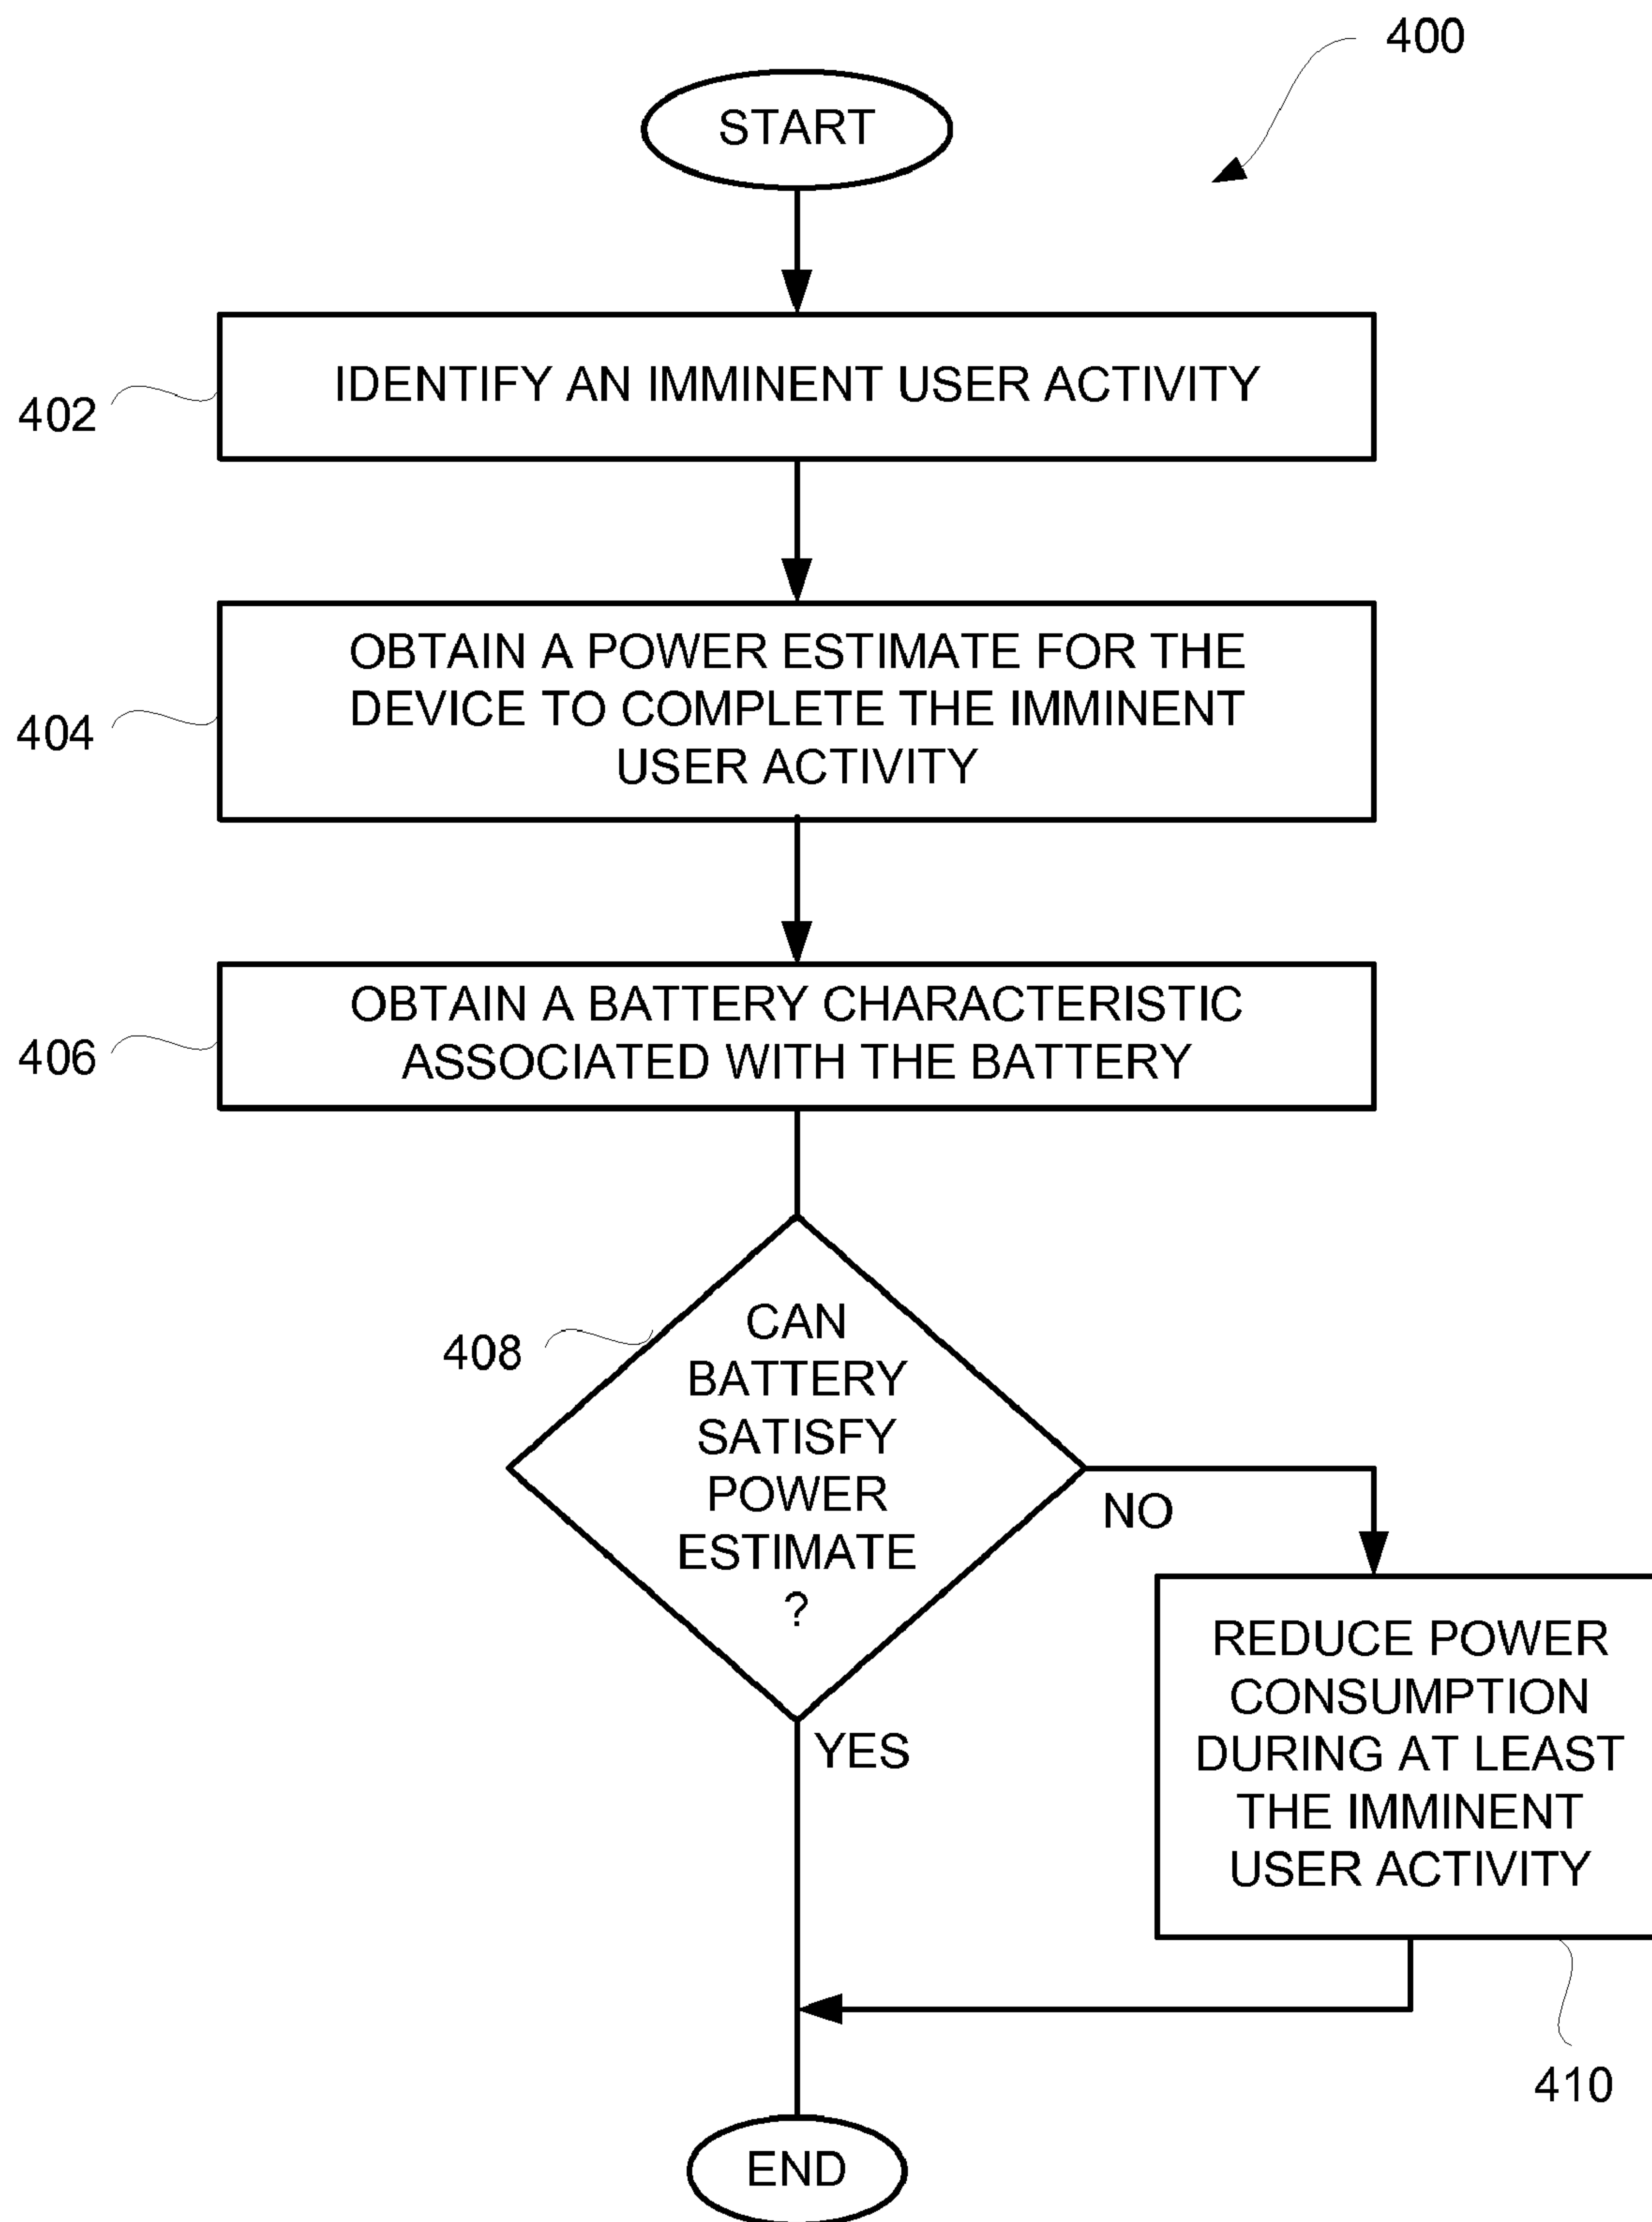 400
START
IDENTIFY AN IMMINENT USER ACTIVITY
402
OBTAIN A POWER ESTIMATE FOR THE
DEVICE TO COMPLETE THE IMMINENT
USER ACTIVITY
404
OBTAIN A BATTERY CHARACTERISTIC
ASSOCIATED WITH THE BATTERY
406
CAN
BATTERY
SATISFY
POWER
ESTIMATE
?
408
NO
YES
REDUCE POWER
CONSUMPTION
DURING AT LEAST
THE IMMINENT
USER ACTIVITY
410
END